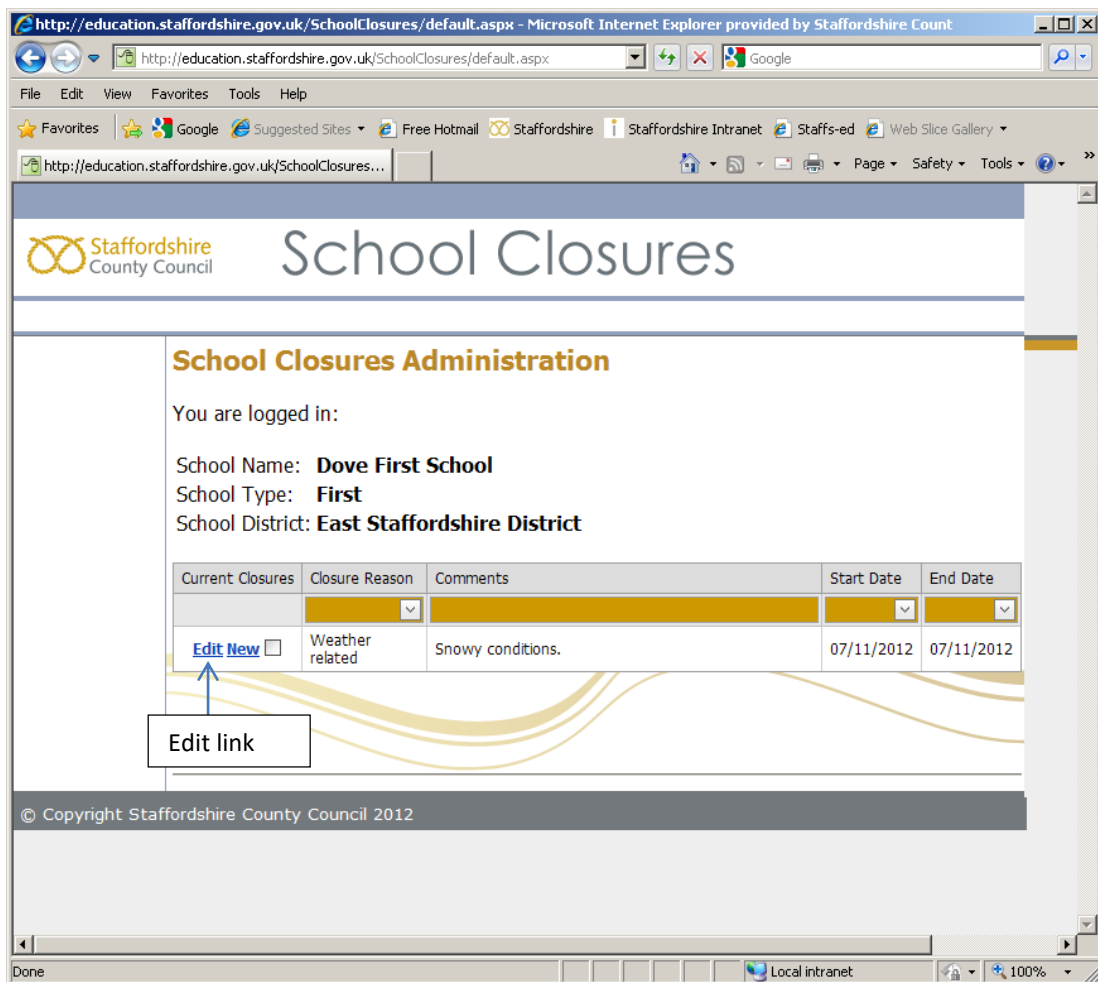 http://education.staffordshire.gov.uk/SchoolClosures/default.aspx - Microsoft Internet Explorer provided by Staffordshire Count
http://education.staffordshire.gov.uk/SchoolClosures/default.aspx Google
File Edit View Favorites Tools Help
Favorites Google Suggested Sites Free Hotmail Staffordshire Staffordshire Intranet Staffs-ed Web Slice Gallery
http://education.staffordshire.gov.uk/SchoolClosures... Page Safety Tools
Staffordshire
County Council
School Closures
School Closures Administration
You are logged in:
School Name: Dove First School
School Type: First
School District: East Staffordshire District
Current Closures Closure Reason Comments Start Date End Date
Edit New Weather related Snowy conditions. 07/11/2012 07/11/2012
Edit link
© Copyright Staffordshire County Council 2012
Done Local intranet 100%